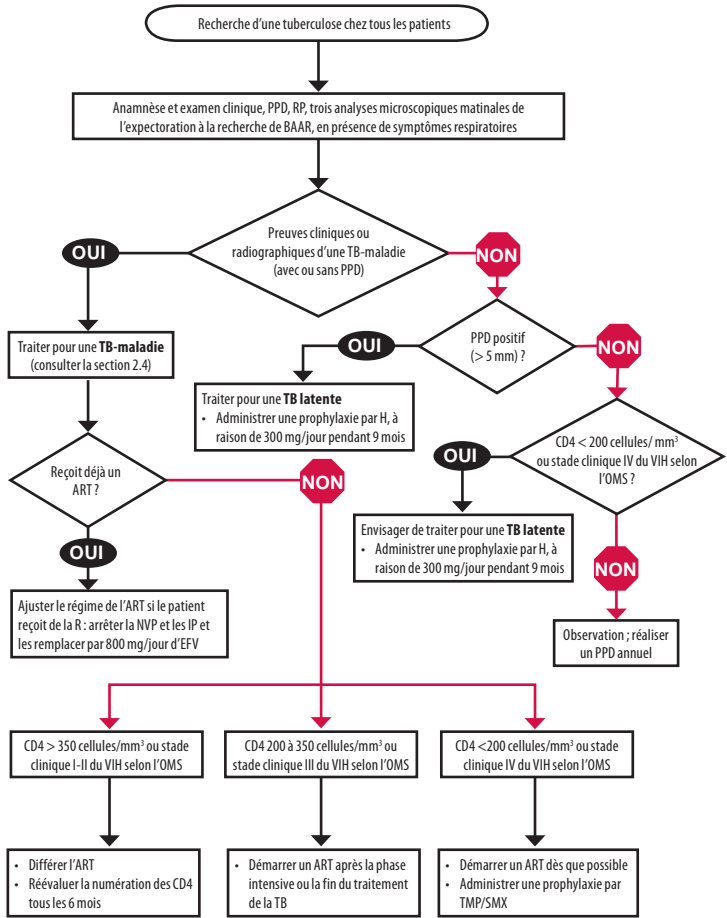 Recherche d'une tuberculose chez tous les patients
Anamnèse et examen clinique, PPD, RP, trois analyses microscopiques matinales de
l'expectoration à la recherche de BAAR, en présence de symptômes respiratoires
Preuves cliniques ou
radiographiques d'une TB-maladie
(avec ou sans PPD)
OUI
NON
Traiter pour une TB-maladie
(consulter la section 2.4)
PPD positif
(> 5 mm) ?
OUI
NON
Traiter pour une TB latente
• Administrer une prophylaxie par H, à
raison de 300 mg/jour pendant 9 mois
CD4 < 200 cellules/ mm³
ou stade clinique IV du VIH selon
l'OMS ?
OUI
Reçoit déjà un
ART ?
NON
Envisager de traiter pour une TB latente
• Administrer une prophylaxie par H, à
raison de 300 mg/jour pendant 9 mois
OUI
NON
Ajuster le régime de l'ART si le patient
reçoit de la R : arrêter la NVP et les IP et
les remplacer par 800 mg/jour d'EFV
Observation ; réaliser
un PPD annuel
CD4 > 350 cellules/mm³ ou stade
clinique I-II du VIH selon l'OMS
CD4 200 à 350 cellules/mm³ ou
stade clinique III du VIH selon l'OMS
CD4 <200 cellules/mm³ ou stade
clinique IV du VIH selon l'OMS
• Différer l'ART
• Réévaluer la numération des CD4
tous les 6 mois
• Démarrer un ART après la phase
intensive ou la fin du traitement
de la TB
• Démarrer un ART dès que possible
• Administrer une prophylaxie par
TMP/SMX